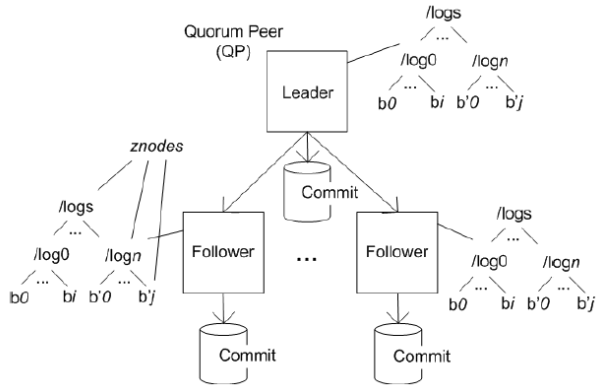 Quorum Peer
(QP)
Leader
/logs
...
/log0
/logn
...
...
b0
bi
b'0
b'j
Commit
znodes
/logs
...
/log0
/logn
...
...
b0
bi
b'0
b'j
Follower
...
Follower
/logs
...
/log0
/logn
...
...
b0
bi
b'0
b'j
Commit
Commit